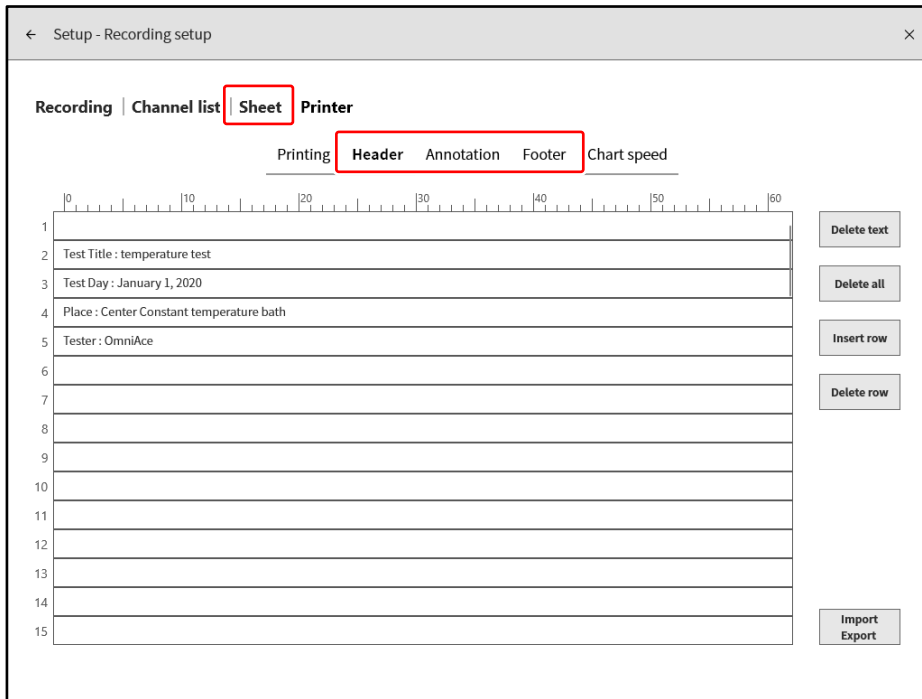 ← Setup - Recording setup ×
Recording | Channel list | Sheet Printer
Printing Header Annotation Footer Chart speed
0 10 20 30 40 50 60
1
Delete text
2 Test Title : temperature test
3 Test Day : January 1, 2020
Delete all
4 Place : Center Constant temperature bath
5 Tester : OmniAce
Insert row
6
7
Delete row
8
9
10
11
12
13
14
15
Import
Export